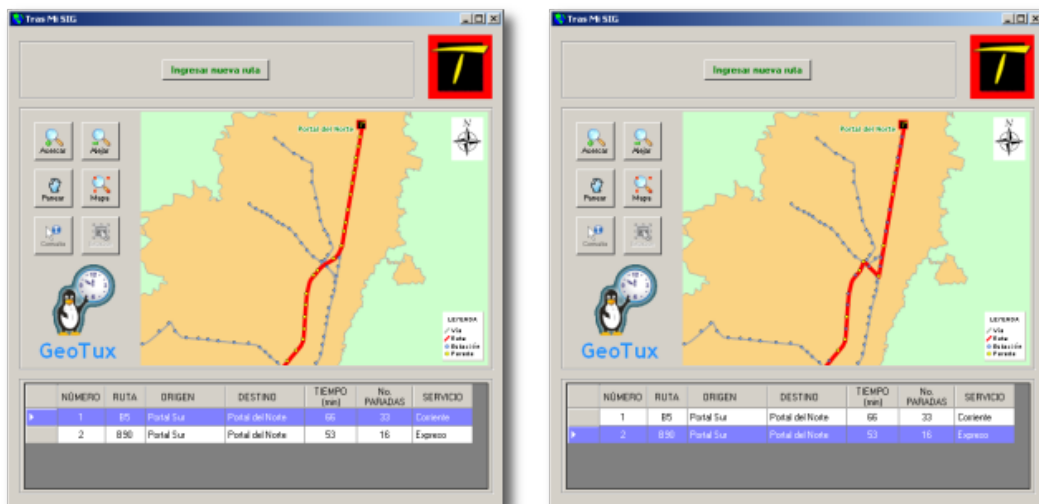 Tras Mi SIG
Ingresar nueva ruta
Portal del Norte
N
Acercar Alejar
Panear Mapa
Consulta
GeoTux
LEYENDA
Vía
Ruta
Estación
Parada
NÚMERO RUTA ORIGEN DESTINO TIEMPO (min) No. PARADAS SERVICIO
1 B5 Portal Sur Portal del Norte 66 33 Corriente
2 B90 Portal Sur Portal del Norte 53 16 Expreso
Tras Mi SIG
Ingresar nueva ruta
Portal del Norte
N
Acercar Alejar
Panear Mapa
Consulta
GeoTux
LEYENDA
Vía
Ruta
Estación
Parada
NÚMERO RUTA ORIGEN DESTINO TIEMPO (min) No. PARADAS SERVICIO
1 B5 Portal Sur Portal del Norte 66 33 Corriente
2 B90 Portal Sur Portal del Norte 53 16 Expreso